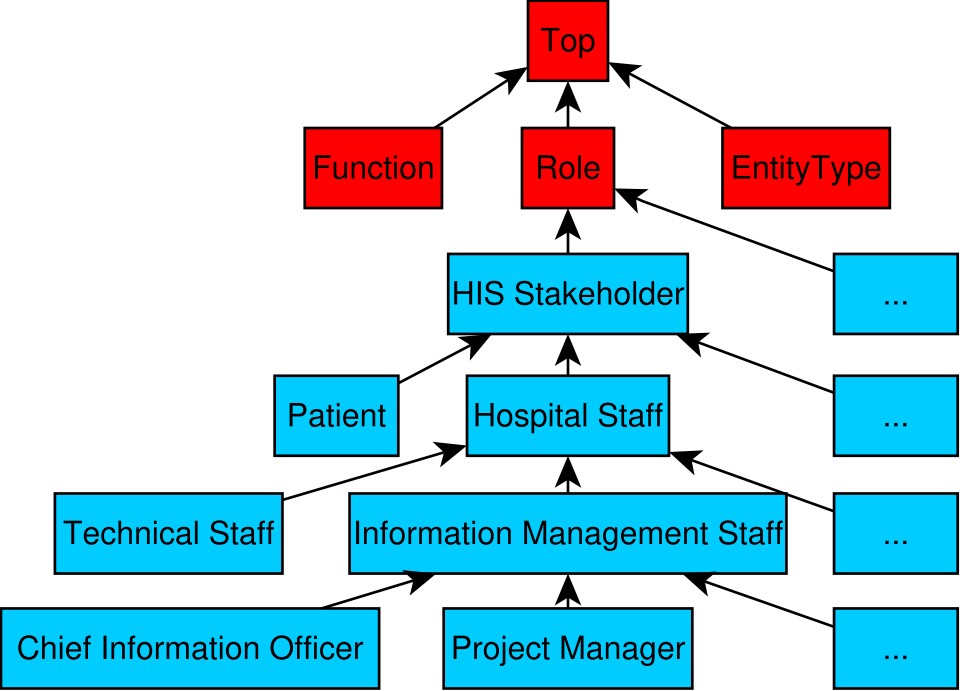 Top
Function
Role
EntityType
HIS Stakeholder
...
Patient
Hospital Staff
...
Technical Staff
Information Management Staff
...
Chief Information Officer
Project Manager
...